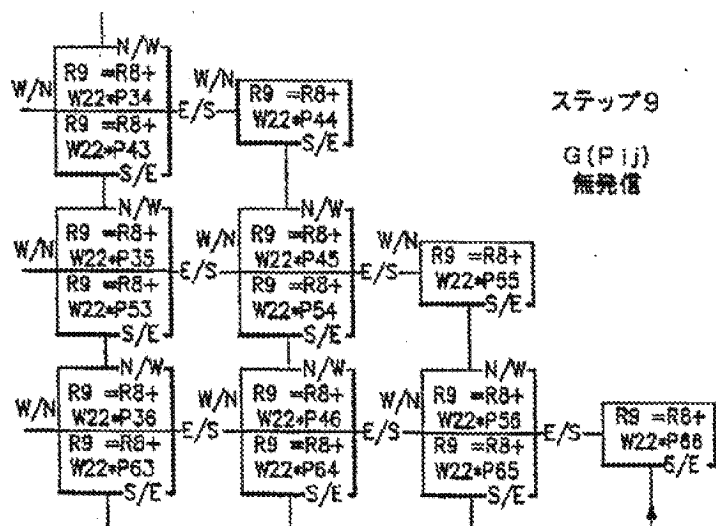 N/W
R9 =R8+
W22*P34
R9 =R8+
W22*P43
S/E
W/N
E/S
W/N
R9 =R8+
W22*P44
S/E
ステップ9
G(Pij)
無発信
N/W
R9 =R8+
W22*P35
R9 =R8+
W22*P53
S/E
W/N
E/S
W/N
N/W
R9 =R8+
W22*P45
R9 =R8+
W22*P54
S/E
E/S
W/N
R9 =R8+
W22*P55
S/E
N/W
R9 =R8+
W22*P36
R9 =R8+
W22*P63
S/E
W/N
E/S
W/N
N/W
R9 =R8+
W22*P46
R9 =R8+
W22*P64
S/E
E/S
W/N
N/W
R9 =R8+
W22*P56
R9 =R8+
W22*P65
S/E
E/S
R9 =R8+
W22*P66
S/E